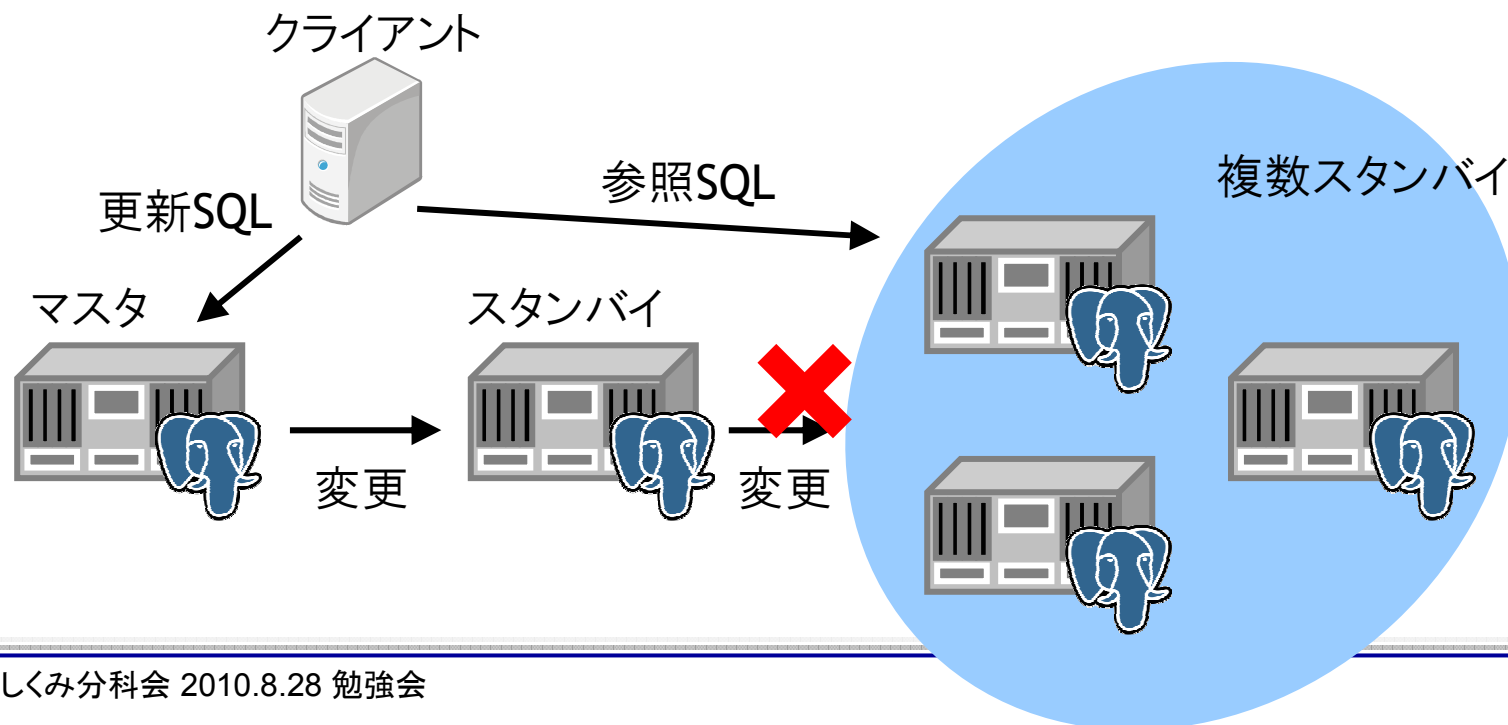 クライアント
更新SQL
参照SQL
複数スタンバイ
マスタ
スタンバイ
変更
変更
しくみ分科会 2010.8.28 勉強会